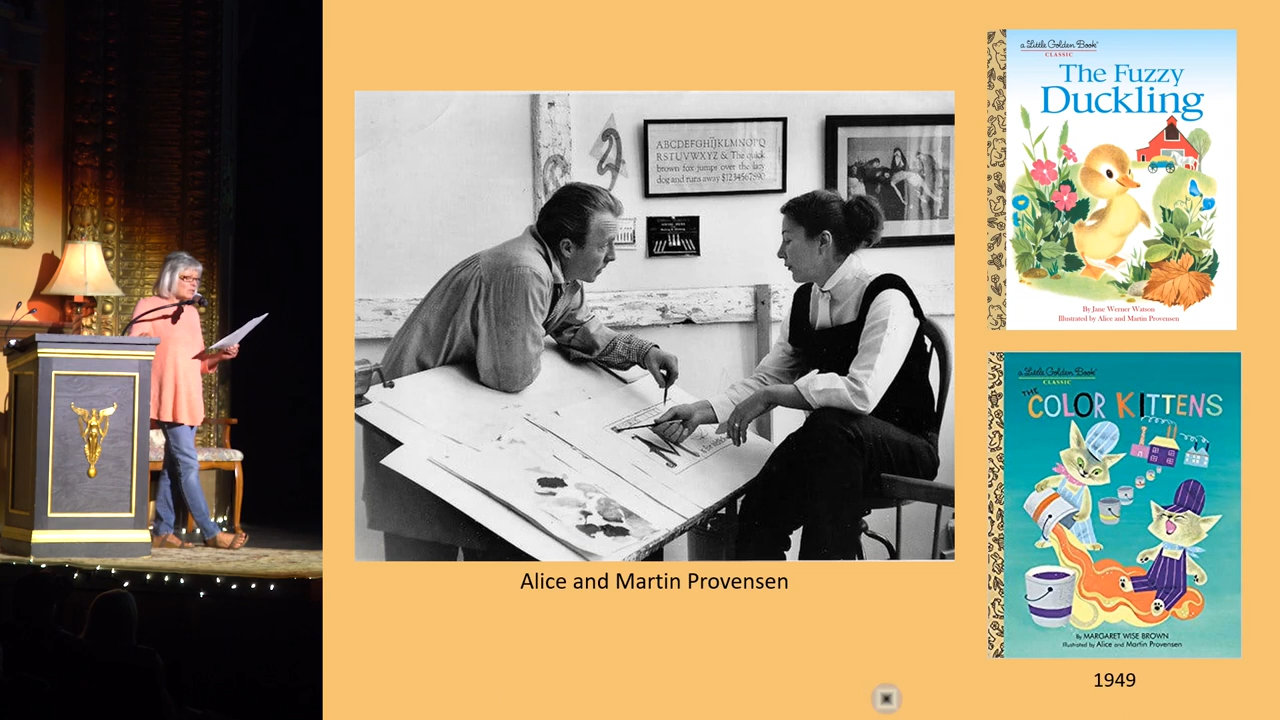 ABCDEFGHIJKLMNOPQ
RSTUVWXYZ & The quick
brown fox jumps over the lazy
dog and runs away $1234567890
Alice and Martin Provensen
a Little Golden Book
CLASSIC
The Fuzzy
Duckling
By Jane Werner Watson
Illustrated by Alice and Martin Provensen
a Little Golden Book
CLASSIC
THE
COLOR KITTENS
By MARGARET WISE BROWN
Illustrated by Alice and Martin Provensen
1949